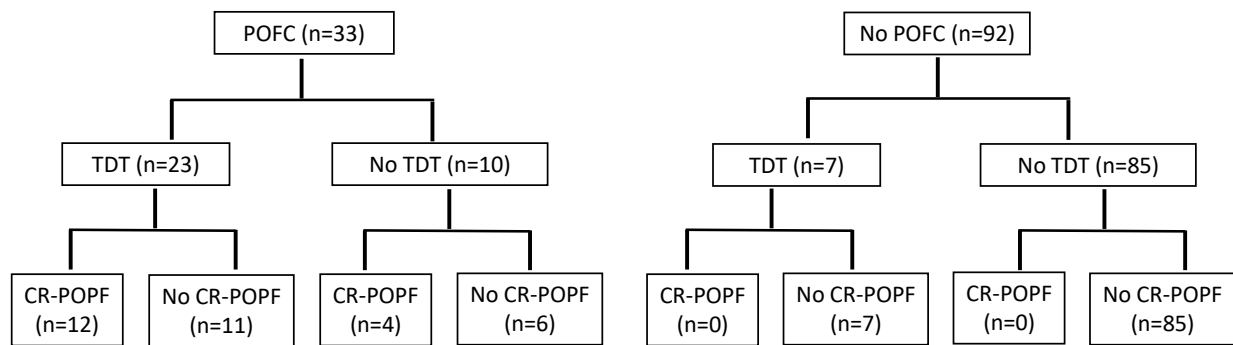 POFC (n=33)
No POFC (n=92)
TDT (n=23)
No TDT (n=10)
TDT (n=7)
No TDT (n=85)
CR-POPF
(n=12)
No CR-POPF
(n=11)
CR-POPF
(n=4)
No CR-POPF
(n=6)
CR-POPF
(n=0)
No CR-POPF
(n=7)
CR-POPF
(n=0)
No CR-POPF
(n=85)